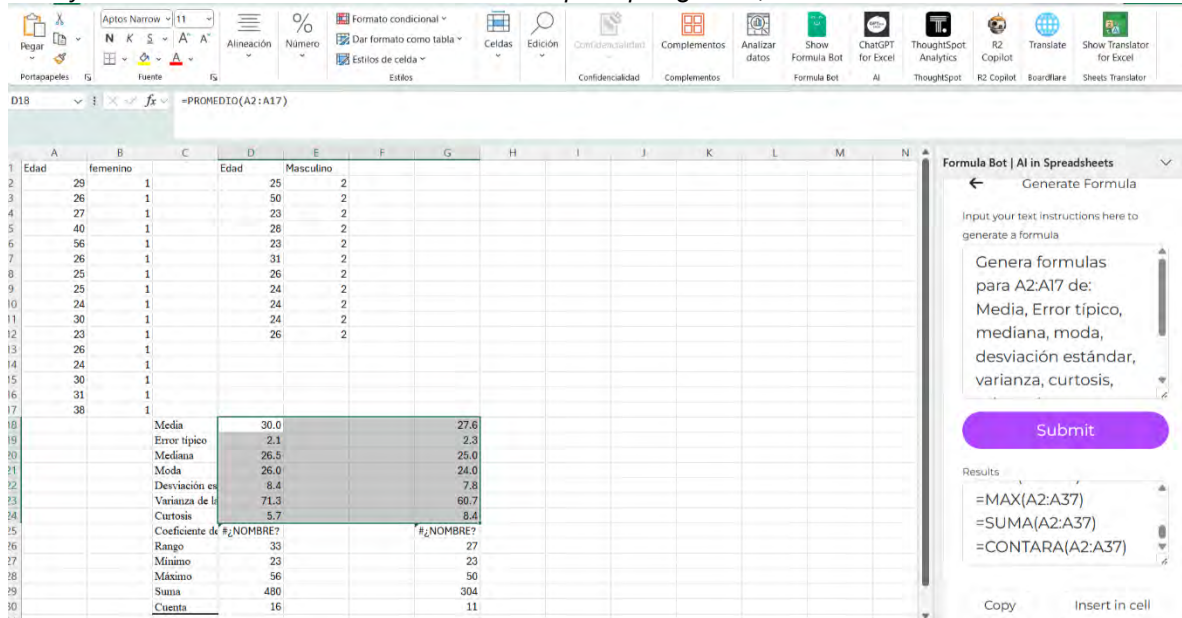 Pegar
Portapapeles
Aptos Narrow 11 A^ A˅
N K S
Fuente
Alineación
% Número
Formato condicional
Dar formato como tabla
Estilos de celda
Estilos
Celdas
Edición
Confidencialidad
Confidencialidad
Complementos
Complementos
Analizar datos
Show Formula Bot
Formula Bot
ChatGPT for Excel
AI
ThoughtSpot Analytics
ThoughtSpot
R2 Copilot
R2 Copilot
Translate
Boardflare
Show Translator for Excel
Sheets Translator
D18 fx =PROMEDIO(A2:A17)
A B C D E F G H I J K L M N
1 Edad femenino Edad Masculino
2 29 1 25 2
3 26 1 50 2
4 27 1 23 2
5 40 1 28 2
6 56 1 23 2
7 26 1 31 2
8 25 1 26 2
9 25 1 24 2
10 24 1 24 2
11 30 1 24 2
12 23 1 26 2
13 26 1
14 24 1
15 30 1
16 31 1
17 38 1
18 Media 30.0 27.6
19 Error típico 2.1 2.3
20 Mediana 26.5 25.0
21 Moda 26.0 24.0
22 Desviación es 8.4 7.8
23 Varianza de la 71.3 60.7
24 Curtosis 5.7 8.4
25 Coeficiente de #¿NOMBRE? #¿NOMBRE?
26 Rango 33 27
27 Mínimo 23 23
28 Máximo 56 50
29 Suma 480 304
30 Cuenta 16 11
Formula Bot | AI in Spreadsheets
Generate Formula
Input your text instructions here to
generate a formula
Genera formulas
para A2:A17 de:
Media, Error típico,
mediana, moda,
desviación estándar,
varianza, curtosis,
Submit
Results
=MAX(A2:A37)
=SUMA(A2:A37)
=CONTARA(A2:A37)
Copy Insert in cell